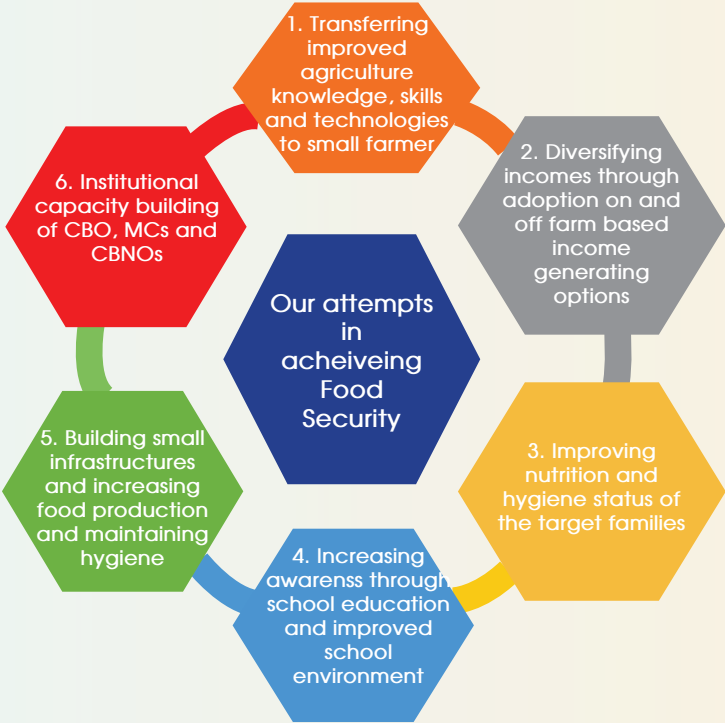 1. Transferring
improved
agriculture
knowledge, skills
and technologies
to small farmer
2. Diversifying
incomes through
adoption on and
off farm based
income
generating
options
3. Improving
nutrition and
hygiene status of
the target families
4. Increasing
awarenss through
school education
and improved
school
environment
5. Building small
infrastructures
and increasing
food production
and maintaining
hygiene
6. Institutional
capacity building
of CBO, MCs and
CBNOs
Our attempts
in
acheiveing
Food
Security